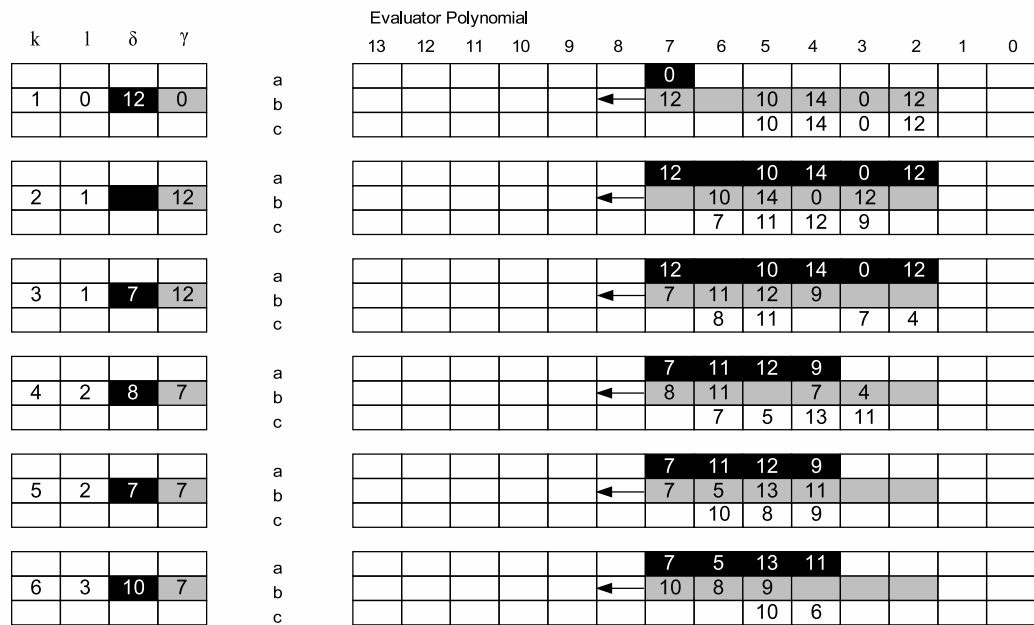 Evaluator Polynomial
k l δ γ 13 12 11 10 9 8 7 6 5 4 3 2 1 0
a 0
1 0 12 0 b 12 10 14 0 12
c 10 14 0 12
a 12 10 14 0 12
2 1 12 b 10 14 0 12
c 7 11 12 9
a 12 10 14 0 12
3 1 7 12 b 7 11 12 9
c 8 11 7 4
a 7 11 12 9
4 2 8 7 b 8 11 7 4
c 7 5 13 11
a 7 11 12 9
5 2 7 7 b 7 5 13 11
c 10 8 9
a 7 5 13 11
6 3 10 7 b 10 8 9
c 10 6